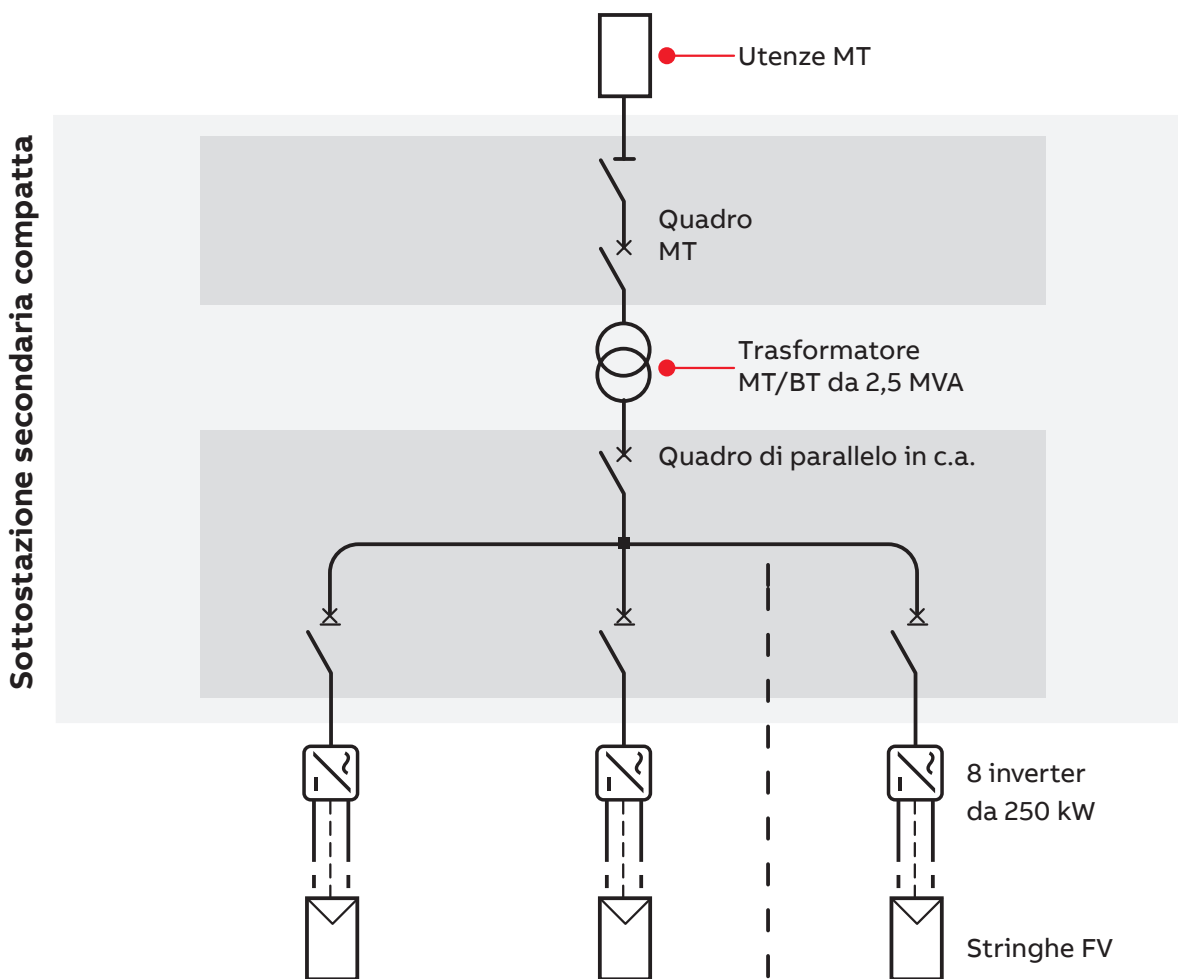 Utenze MT
Sottostazione secondaria compatta
Quadro
MT
Trasformatore
MT/BT da 2,5 MVA
Quadro di parallelo in c.a.
8 inverter
da 250 kW
Stringhe FV